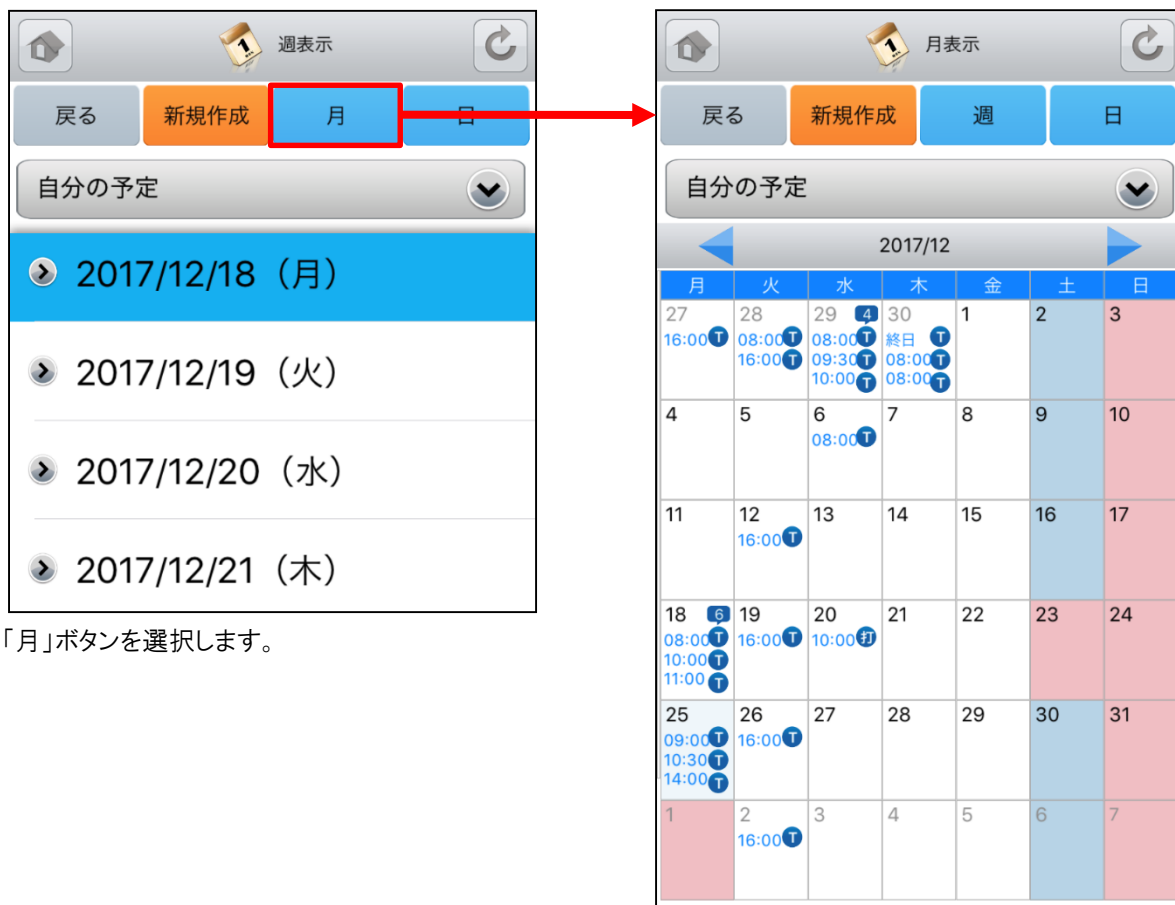 週表示
戻る 新規作成 月 日
自分の予定
2017/12/18（月）
2017/12/19（火）
2017/12/20（水）
2017/12/21（木）
「月」ボタンを選択します。
月表示
戻る 新規作成 週 日
自分の予定
2017/12
月 火 水 木 金 土 日
27 28 29 4 30 1 2 3
16:00 T 08:00 T 08:00 T 終日 T
16:00 T 09:30 T 08:00 T
10:00 T 08:00 T
4 5 6 7 8 9 10
08:00 T
11 12 13 14 15 16 17
16:00 T
18 6 19 20 21 22 23 24
08:00 T 16:00 T 10:00 打
10:00 T
11:00 T
25 26 27 28 29 30 31
09:00 T 16:00 T
10:30 T
14:00 T
1 2 3 4 5 6 7
16:00 T